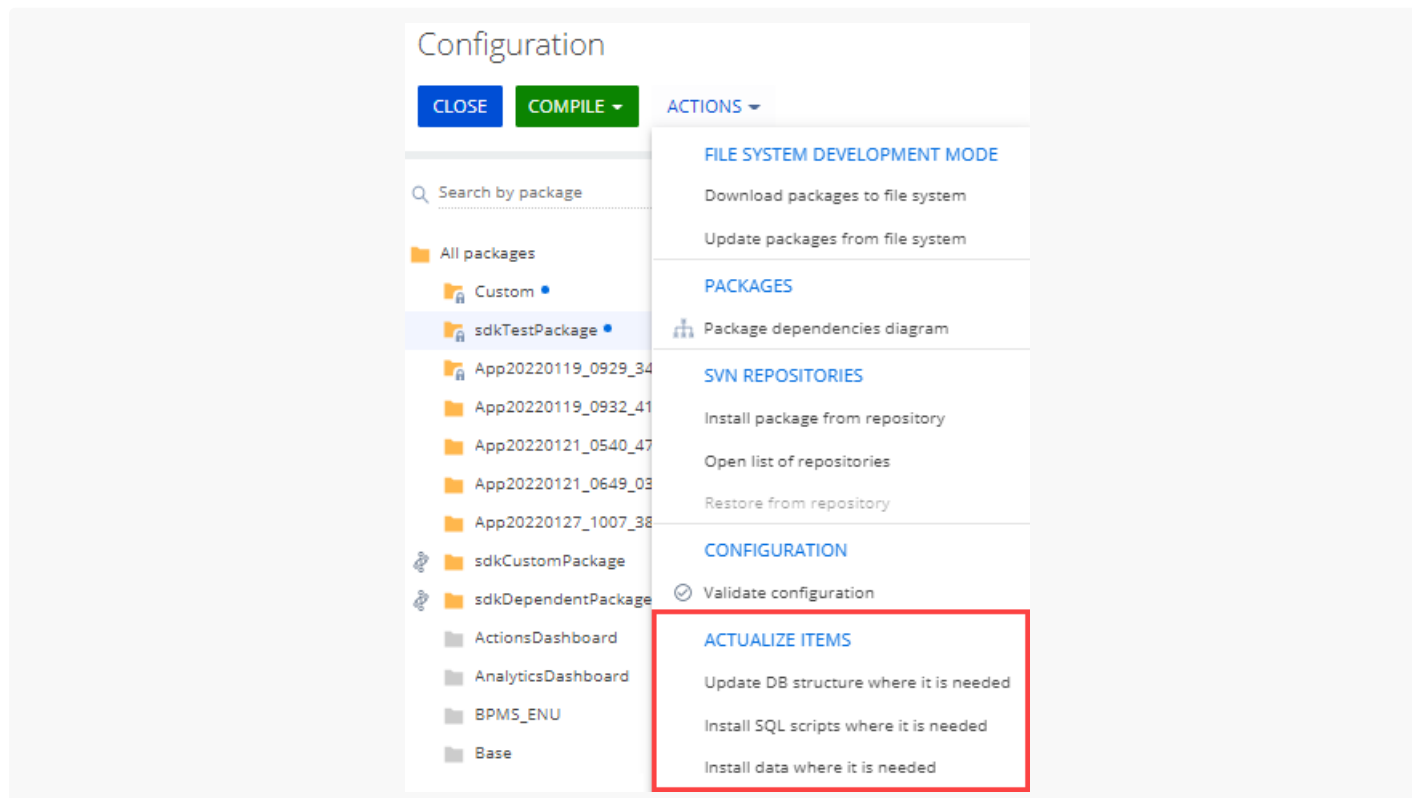 Configuration
CLOSE
COMPILE
ACTIONS
Search by package
All packages
Custom
sdkTestPackage
App20220119_0929_34
App20220119_0932_41
App20220121_0540_47
App20220121_0649_03
App20220127_1007_38
sdkCustomPackage
sdkDependentPackage
ActionsDashboard
AnalyticsDashboard
BPMS_ENU
Base
FILE SYSTEM DEVELOPMENT MODE
Download packages to file system
Update packages from file system
PACKAGES
Package dependencies diagram
SVN REPOSITORIES
Install package from repository
Open list of repositories
Restore from repository
CONFIGURATION
Validate configuration
ACTUALIZE ITEMS
Update DB structure where it is needed
Install SQL scripts where it is needed
Install data where it is needed